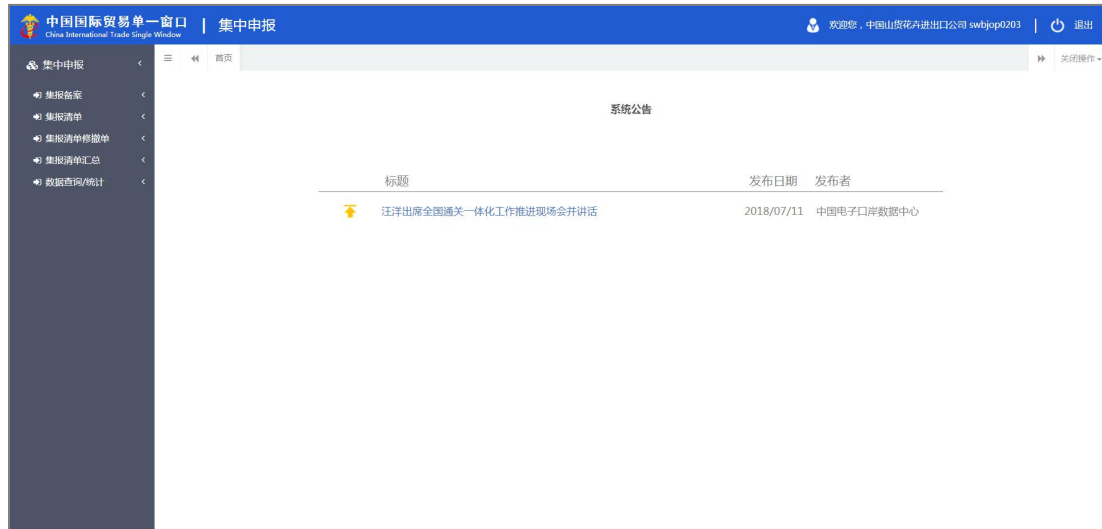 中国国际贸易单一窗口 | 集中申报
China International Trade Single Window
欢迎您，中国山货花卉进出口公司 swbjop0203 | 退出
集中申报
首页
关闭操作
集报备案
集报清单
集报清单修撤单
集报清单汇总
数据查询/统计
系统公告
标题 发布日期 发布者
汪洋出席全国通关一体化工作推进现场会并讲话 2018/07/11 中国电子口岸数据中心